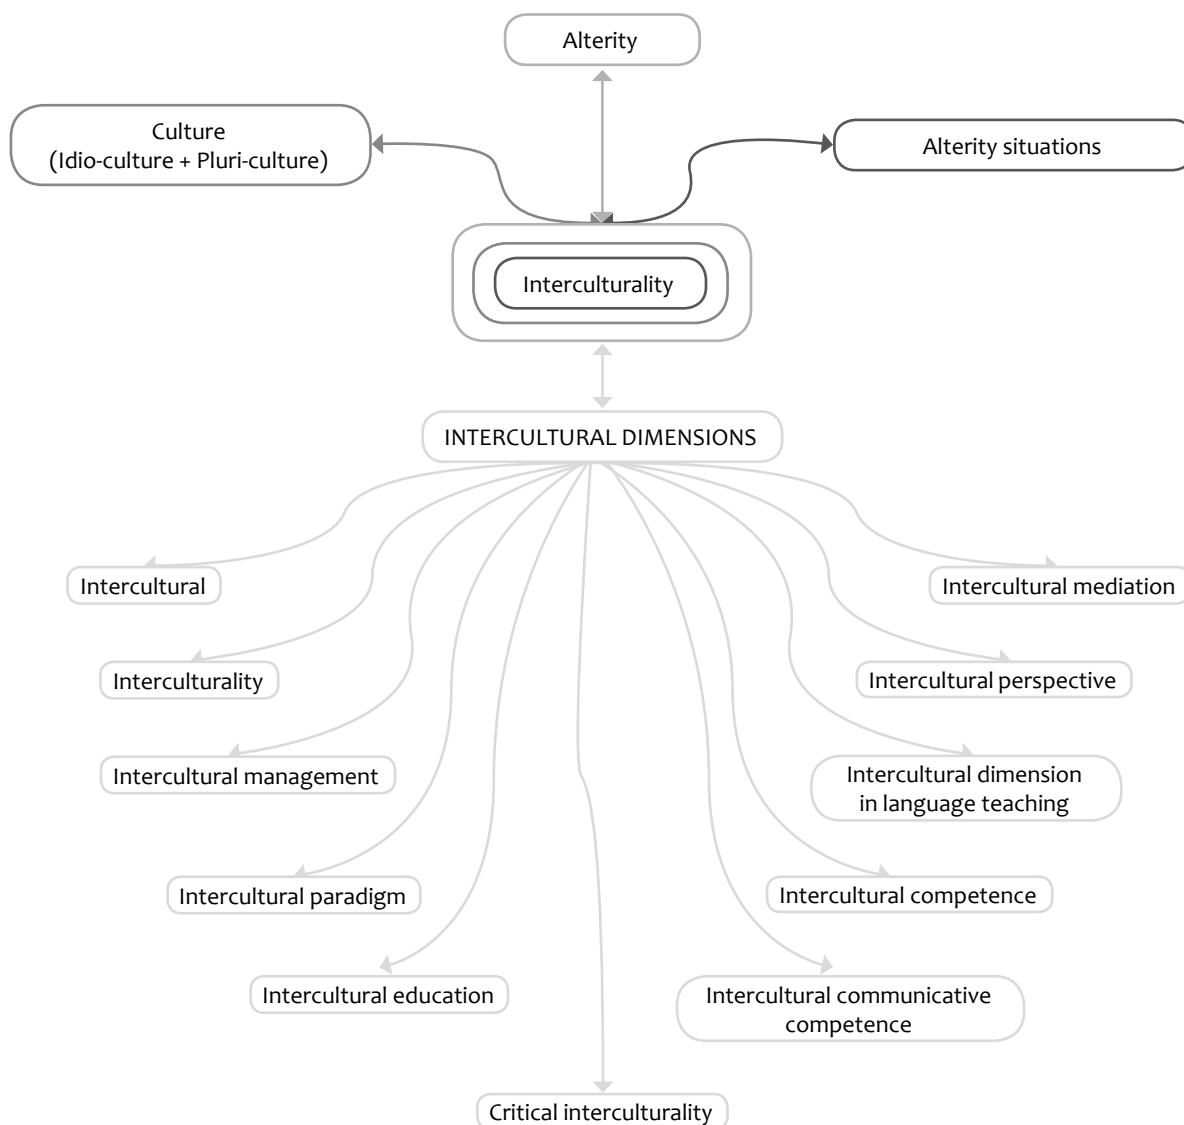 Alterity
Culture
(Idio-culture + Pluri-culture)
Alterity situations
Interculturality
INTERCULTURAL DIMENSIONS
Intercultural
Intercultural mediation
Interculturality
Intercultural perspective
Intercultural management
Intercultural dimension
in language teaching
Intercultural paradigm
Intercultural competence
Intercultural education
Intercultural communicative
competence
Critical interculturality